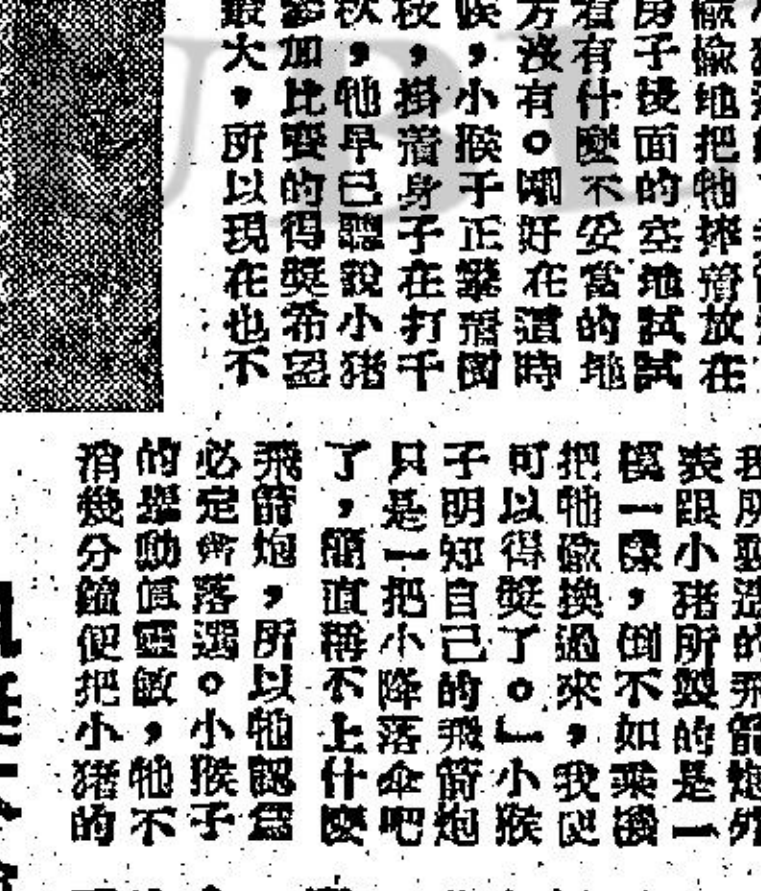 偷偷地把牠捧着放在
房子後面的空地試試
看有什麼不妥當的地
方沒有。剛好在這時
候,小猴子正攀着樹
枝,掛着身子在打千
秋,牠早已聽說小猪
參加比賽的得獎希望
最大,所以現在也不
我所製造的飛箭炮外
表跟小猪所製的是一
模一樣,倒不如乘機
把牠偷換過來,我便
可以得獎了。」小猴
子明知自己的飛箭炮
只是一把小降落傘吧
了,簡直稱不上什麼
飛箭炮,所以牠認為
必定會落選。小猴子
的舉動眞靈敏,牠不
消幾分鐘便把小猪的